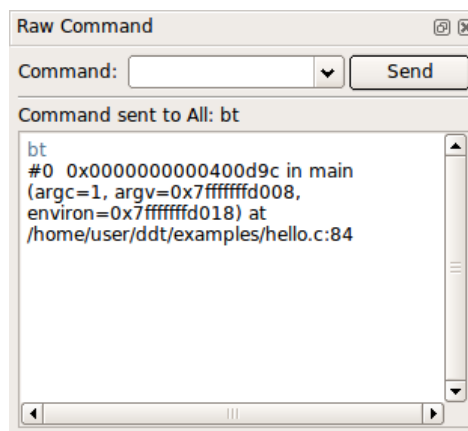 Raw Command
Command:
Send
Command sent to All: bt
bt
#0  0x0000000000400d9c in main
(argc=1, argv=0x7fffffffd008,
environ=0x7fffffffd018) at
/home/user/ddt/examples/hello.c:84